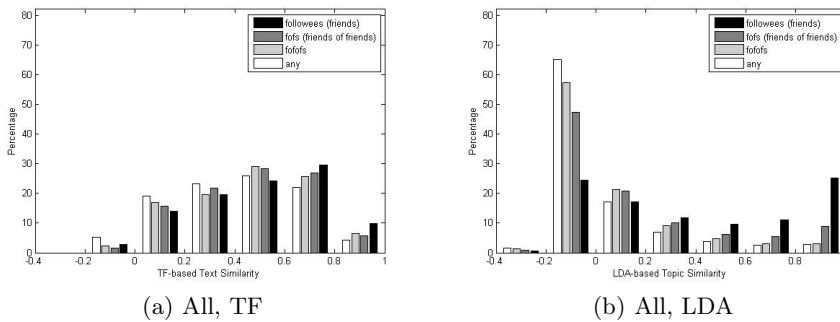 80
70
60
50
40
30
20
10
0
Percentage
followees (friends)
fofs (friends of friends)
fofofs
any
-0.4 -0.2 0 0.2 0.4 0.6 0.8 1
TF-based Text Similarity
(a) All, TF
80
70
60
50
40
30
20
10
0
Percentage
followees (friends)
fofs (friends of friends)
fofofs
any
-0.4 -0.2 0 0.2 0.4 0.6 0.8
LDA-based Topic Similarity
(b) All, LDA